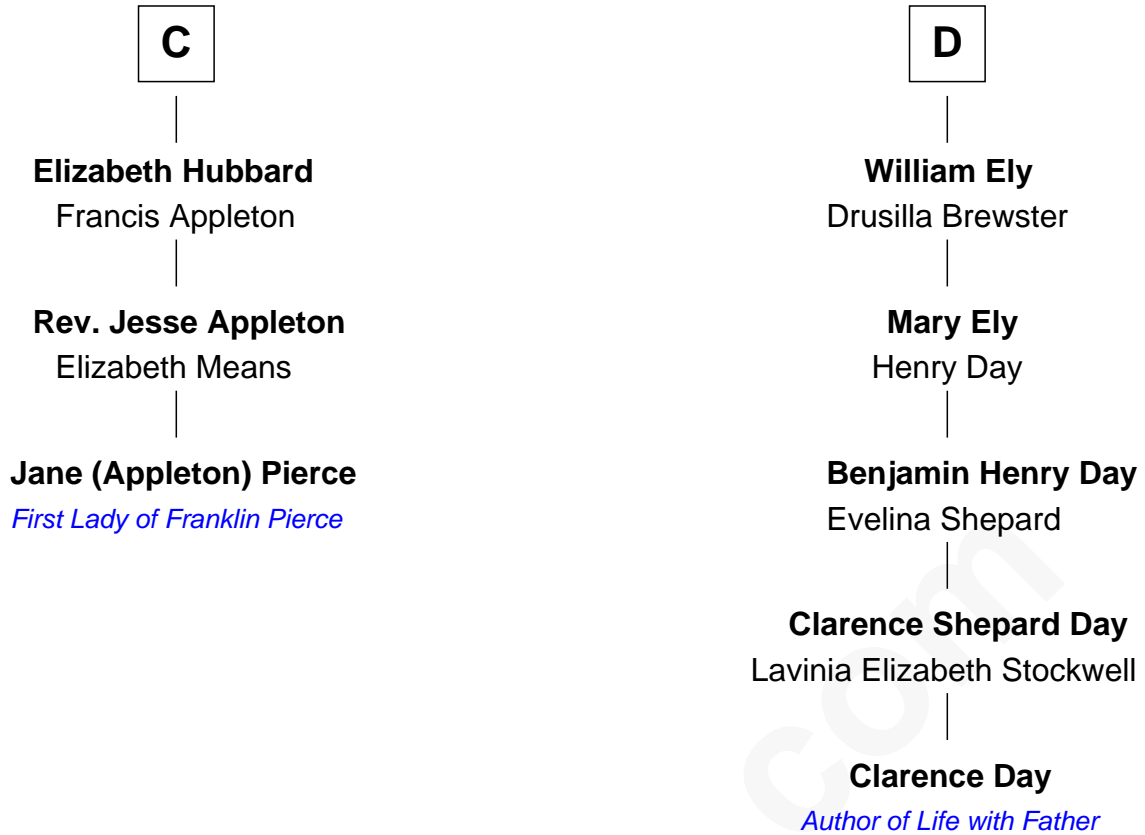 C
Elizabeth Hubbard
Francis Appleton
Rev. Jesse Appleton
Elizabeth Means
Jane (Appleton) Pierce
First Lady of Franklin Pierce
D
William Ely
Drusilla Brewster
Mary Ely
Henry Day
Benjamin Henry Day
Evelina Shepard
Clarence Shepard Day
Lavinia Elizabeth Stockwell
Clarence Day
Author of Life with Father
com